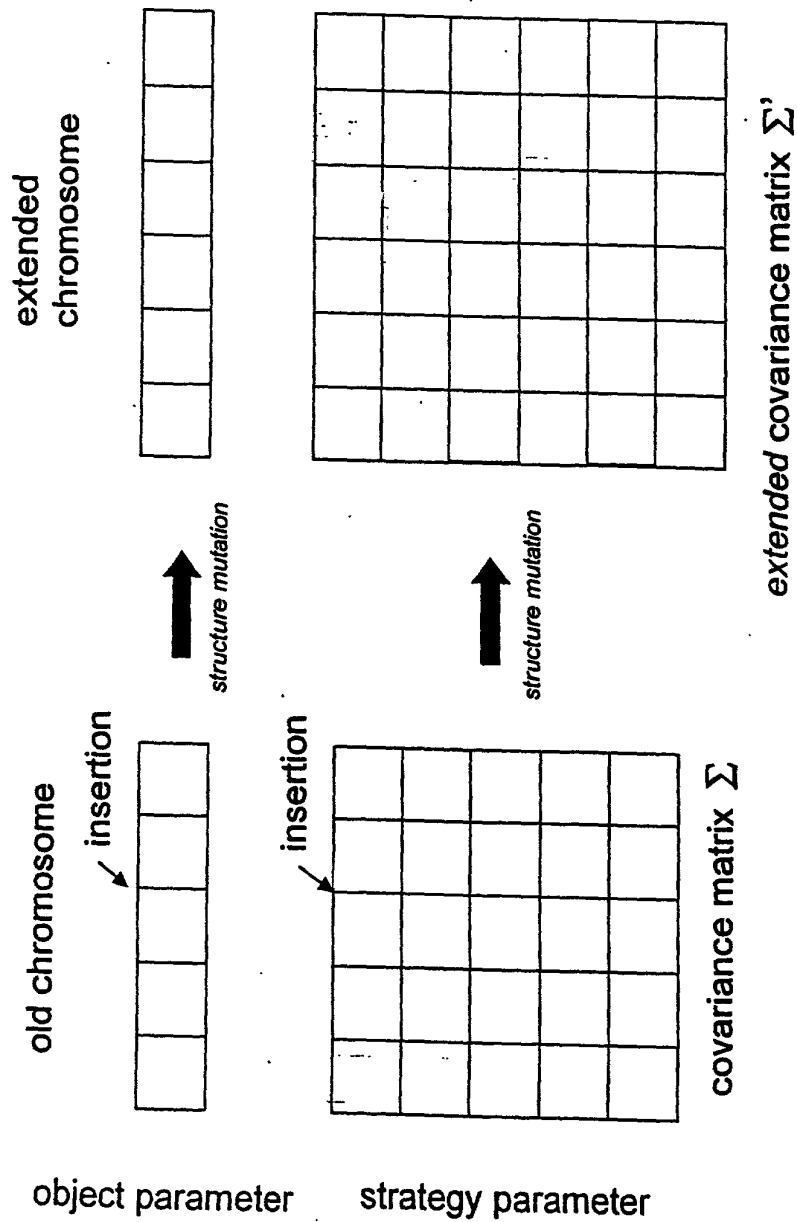 old chromosome
extended
chromosome
object parameter
insertion
structure mutation
strategy parameter
insertion
structure mutation
covariance matrix Σ
extended covariance matrix Σ'